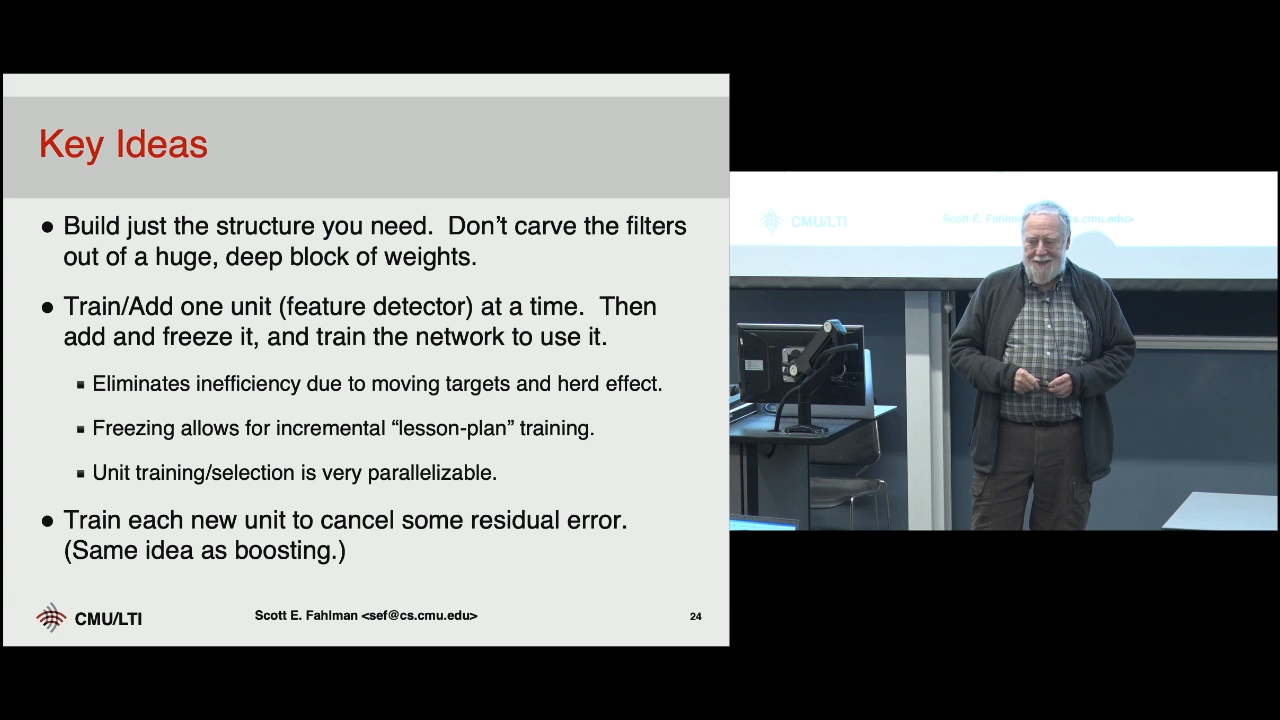 Key Ideas
● Build just the structure you need. Don't carve the filters
out of a huge, deep block of weights.
● Train/Add one unit (feature detector) at a time. Then
add and freeze it, and train the network to use it.
▪ Eliminates inefficiency due to moving targets and herd effect.
▪ Freezing allows for incremental “lesson-plan” training.
▪ Unit training/selection is very parallelizable.
● Train each new unit to cancel some residual error.
(Same idea as boosting.)
CMU/LTI
Scott E. Fahlman <sef@cs.cmu.edu>
24
CMU/LTI
Scott E. cs.cmu.edu>